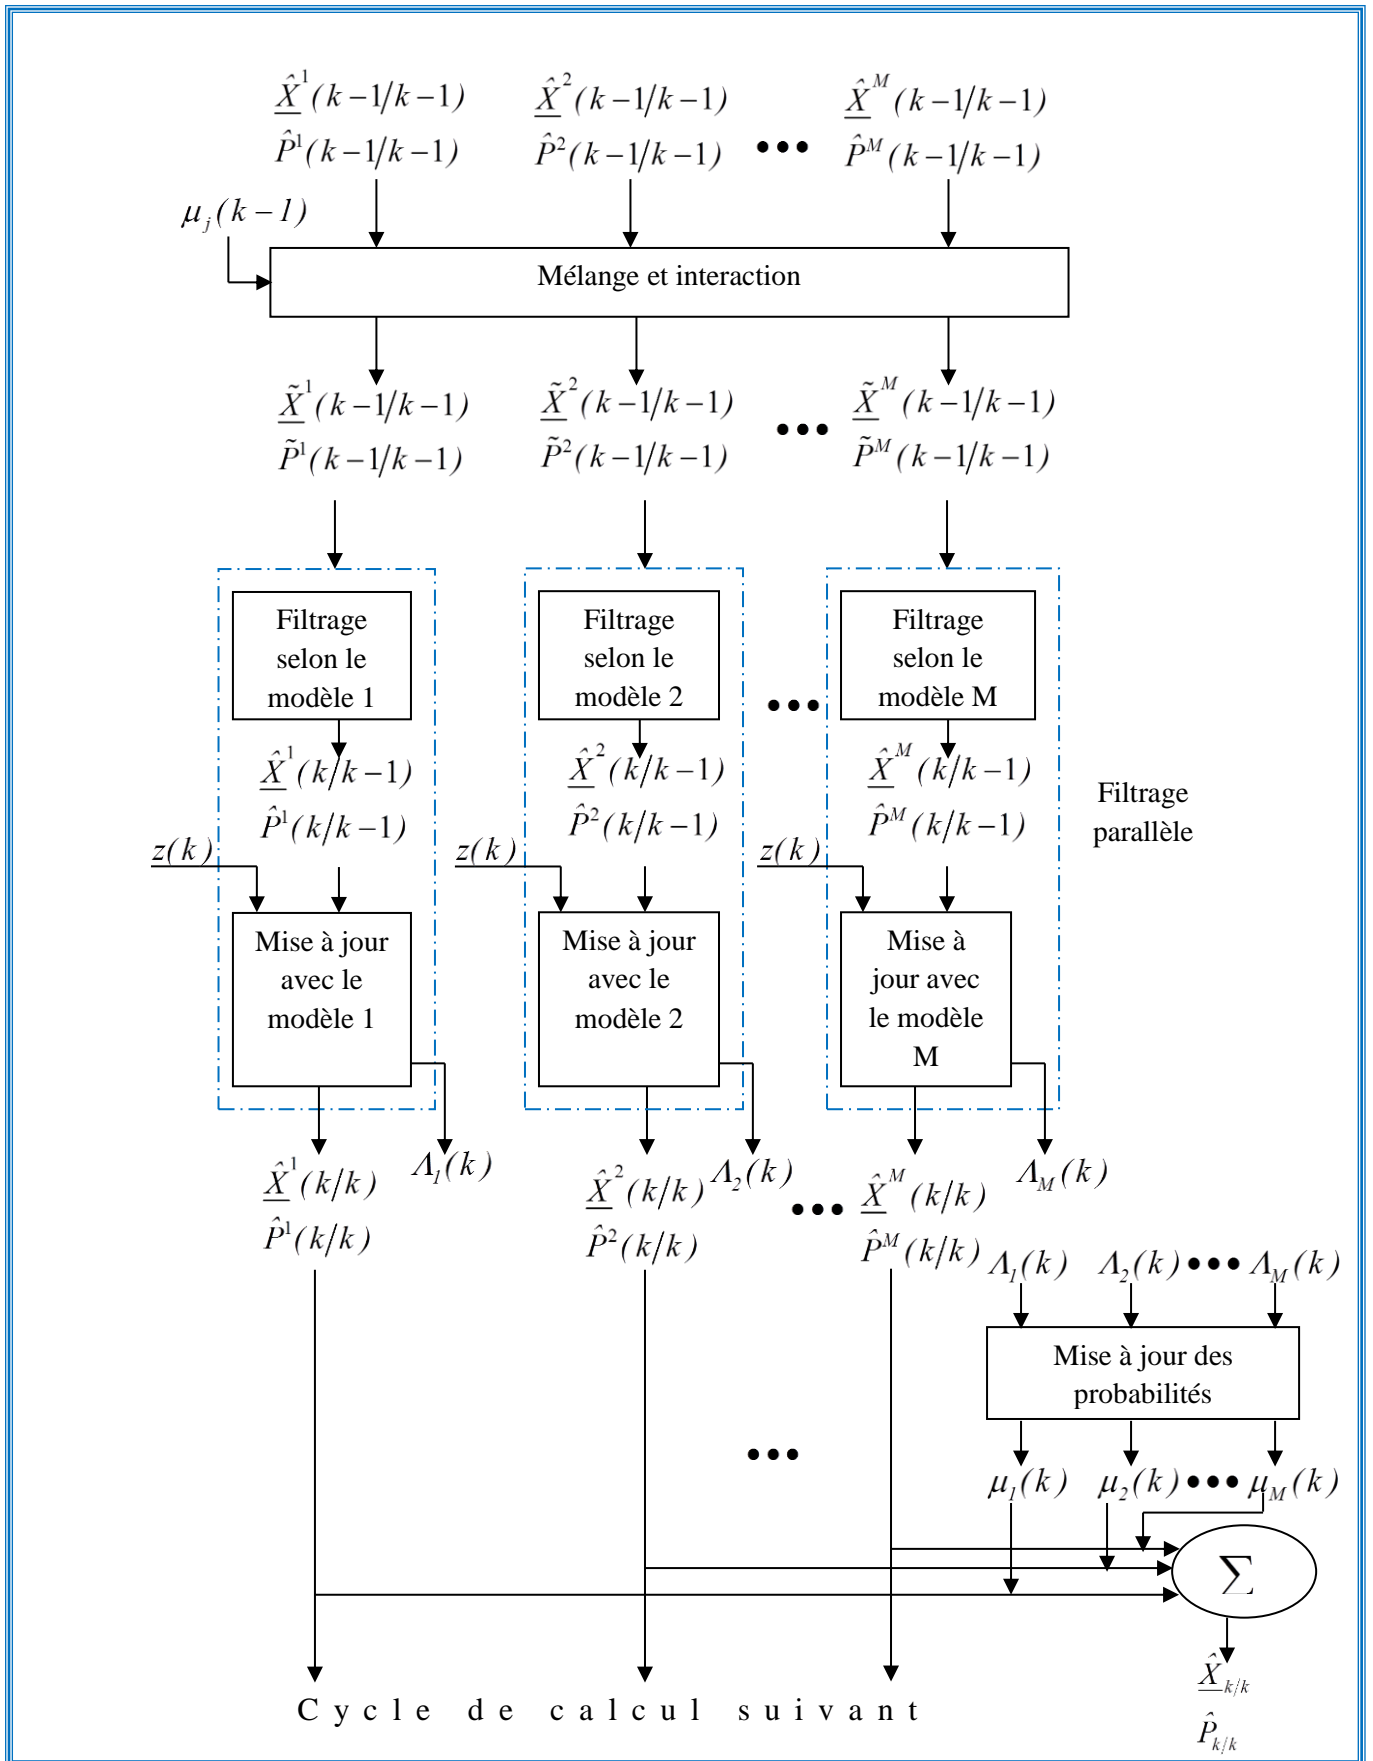 X̂¹(k−1/k−1) X̂²(k−1/k−1) X̂ᴹ(k−1/k−1)
P̂¹(k−1/k−1) P̂²(k−1/k−1) ••• P̂ᴹ(k−1/k−1)
μⱼ(k−1)
Mélange et interaction
X̃¹(k−1/k−1) X̃²(k−1/k−1) X̃ᴹ(k−1/k−1)
•••
P̃¹(k−1/k−1) P̃²(k−1/k−1) P̃ᴹ(k−1/k−1)
Filtrage
selon le
modèle 1
Filtrage
selon le
modèle 2
•••
Filtrage
selon le
modèle M
X̂¹(k/k−1) X̂²(k/k−1) X̂ᴹ(k/k−1)
P̂¹(k/k−1) P̂²(k/k−1) P̂ᴹ(k/k−1)
Filtrage
parallèle
z(k) z(k) z(k)
Mise à jour
avec le
modèle 1
Mise à jour
avec le
modèle 2
Mise à
jour avec
le modèle
M
X̂¹(k/k) Λ₁(k) X̂²(k/k) Λ₂(k) ••• X̂ᴹ(k/k) Λ_M(k)
P̂¹(k/k) P̂²(k/k) P̂ᴹ(k/k)
Λ₁(k) Λ₂(k) ••• Λ_M(k)
Mise à jour des
probabilités
•••
μ₁(k) μ₂(k) ••• μ_M(k)
∑
X̂ₖ/ₖ
P̂ₖ/ₖ
Cycle de calcul suivant